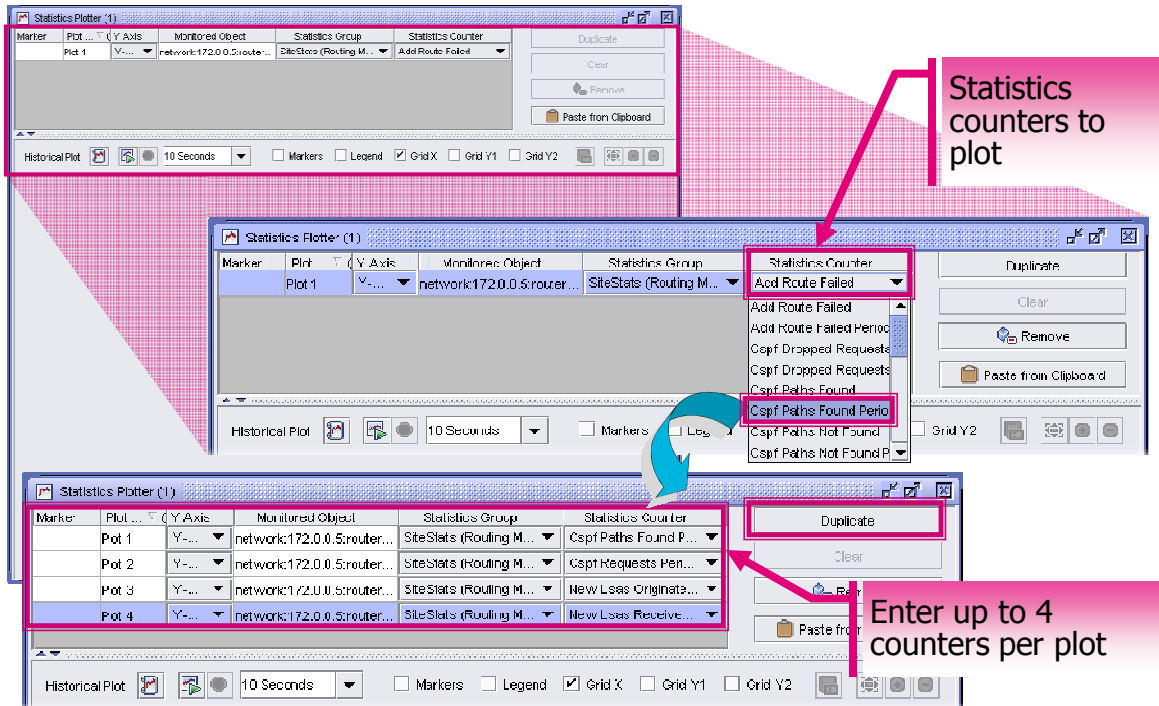 Statistics Plotter (1)
Marker Plot ... Y Axis Monitored Object Statistics Group Statistics Counter
Plot 1 Y-... network:172.0.0.5:router... SiteStats (Routing M... Add Route Failed
Duplicate
Clear
Remove
Paste from Clipboard
Historical Plot 10 Seconds Markers Legend Grid X Grid Y1 Grid Y2
Statistics
counters to
plot
Statistics Plotter (1)
Marker Plot ( Y Axis Monitored Object Statistics Group Statistics Counter
Plot 1 Y-... network:172.0.0.5:router... SiteStats (Routing M... Add Route Failed
Add Route Failed
Add Route Failed Period
Cspf Dropped Requests
Cspf Dropped Requests
Cspf Paths Found
Cspf Paths Found Perio
Cspf Paths Not Found
Cspf Paths Not Found P
Duplicate
Clear
Remove
Paste from Clipboard
Historical Plot 10 Seconds Markers Legend Grid Y2
Statistics Plotter (1)
Marker Plot ... ( Y Axis Monitored Object Statistics Group Statistics Counter
Plot 1 Y-... network:172.0.0.5:router... SiteStats (Routing M... Cspf Paths Found P...
Plot 2 Y-... network:172.0.0.5:router... SiteStats (Routing M... Cspf Requests Peri...
Plot 3 Y-... network:172.0.0.5:router... SiteStats (Routing M... New Lsas Originate...
Plot 4 Y-... network:172.0.0.5:router... SiteStats (Routing M... New Lsas Receive...
Duplicate
Clear
Rem
Paste from
Enter up to 4
counters per plot
Historical Plot 10 Seconds Markers Legend Grid X Grid Y1 Grid Y2